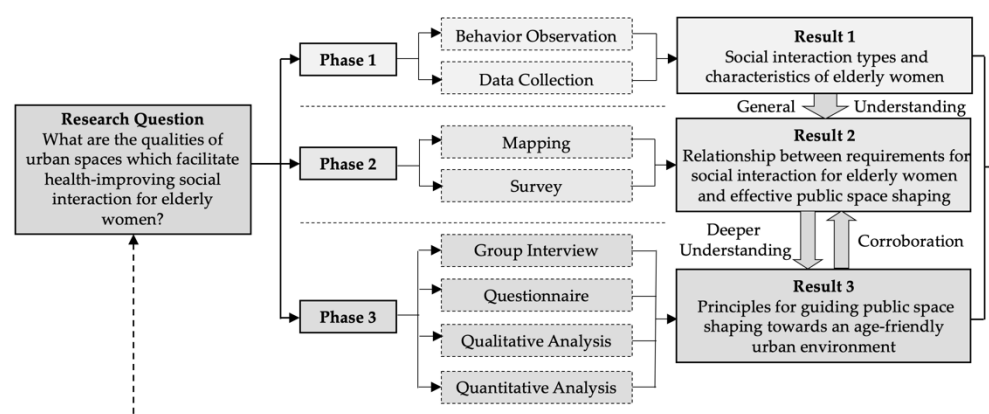 Research Question
What are the qualities of
urban spaces which facilitate
health-improving social
interaction for elderly
women?
Phase 1
Behavior Observation
Data Collection
Result 1
Social interaction types and
characteristics of elderly women
General Understanding
Phase 2
Mapping
Survey
Result 2
Relationship between requirements for
social interaction for elderly women
and effective public space shaping
Deeper
Understanding
Corroboration
Phase 3
Group Interview
Questionnaire
Qualitative Analysis
Quantitative Analysis
Result 3
Principles for guiding public space
shaping towards an age-friendly
urban environment